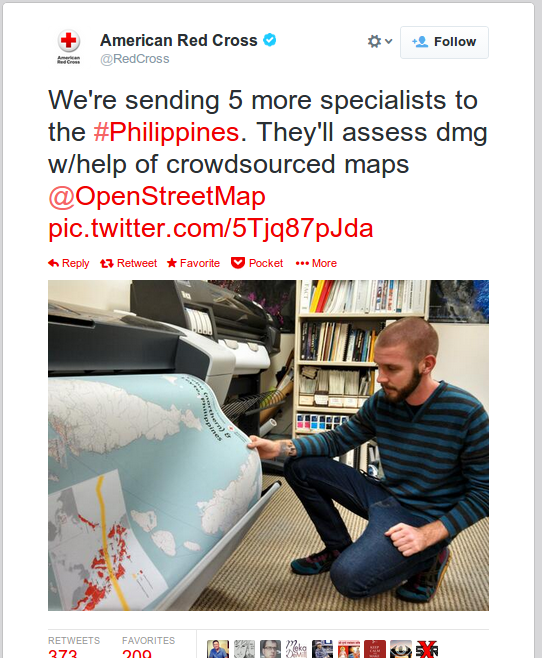 American Red Cross
@RedCross
Follow
American
Red Cross
We're sending 5 more specialists to
the #Philippines. They'll assess dmg
w/help of crowdsourced maps
@OpenStreetMap
pic.twitter.com/5Tjq87pJda
Reply Retweet Favorite Pocket More
Philippines
RETWEETS FAVORITES
373 209